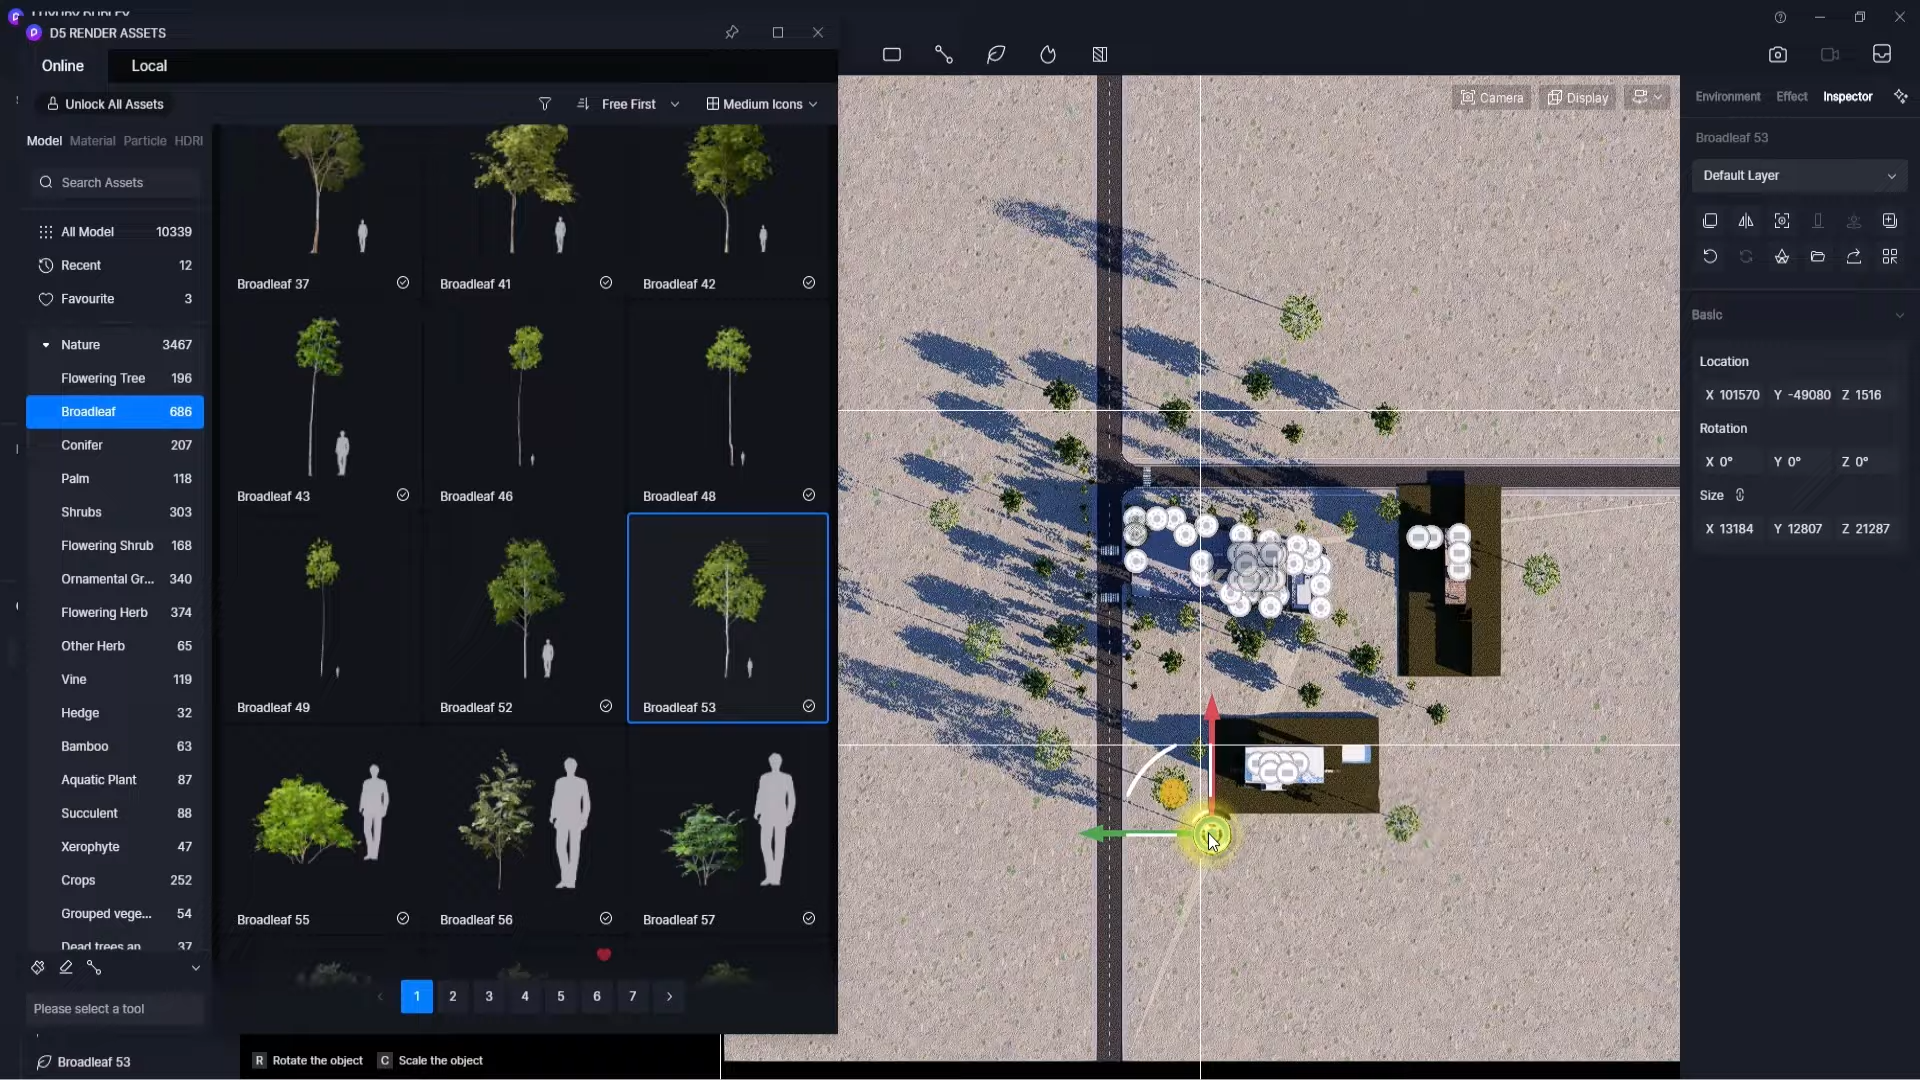 D5 RENDER ASSETS
Online
Local
Unlock All Assets
Free First
Medium Icons
Camera
Display
Environment
Effect
Inspector
Model
Material
Particle
HDRI
Broadleaf 53
Default Layer
Search Assets
All Model 10339
Recent 12
Favourite 3
Nature 3467
Flowering Tree 196
Broadleaf 686
Conifer 207
Palm 118
Shrubs 303
Flowering Shrub 168
Ornamental Gr... 340
Flowering Herb 374
Other Herb 65
Vine 119
Hedge 32
Bamboo 63
Aquatic Plant 87
Succulent 88
Xerophyte 47
Crops 252
Grouped vege... 54
Dead trees an 37
Please select a tool
Broadleaf 53
Broadleaf 37
Broadleaf 41
Broadleaf 42
Broadleaf 43
Broadleaf 46
Broadleaf 48
Broadleaf 49
Broadleaf 52
Broadleaf 53
Broadleaf 55
Broadleaf 56
Broadleaf 57
1 2 3 4 5 6 7
R Rotate the object
C Scale the object
Basic
Location
X 101570 Y -49080 Z 1516
Rotation
X 0° Y 0° Z 0°
Size
X 13184 Y 12807 Z 21287